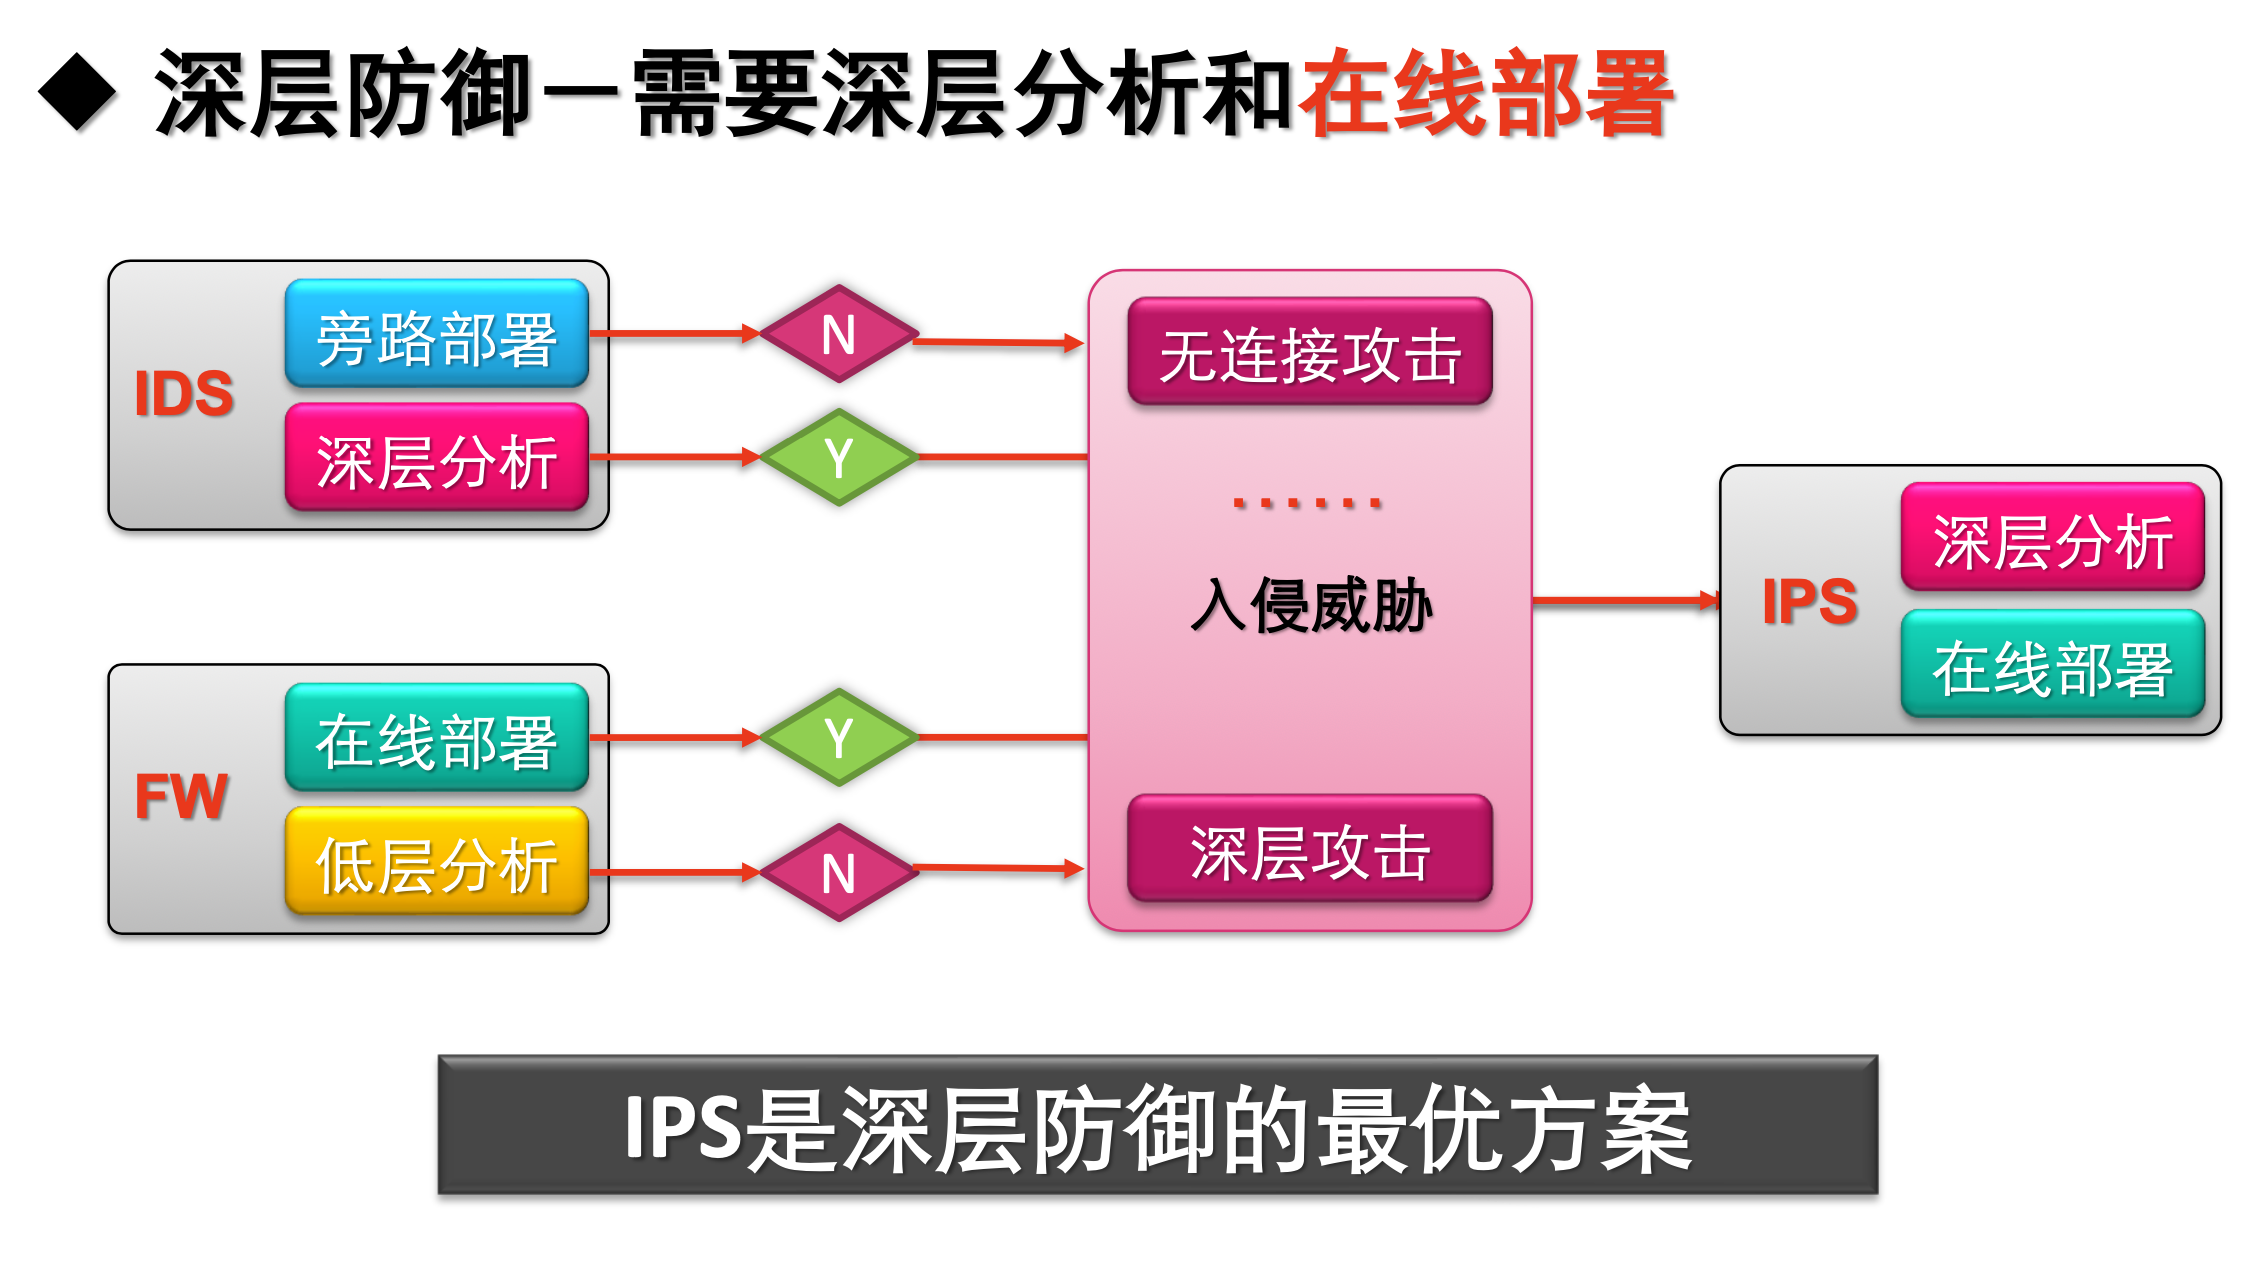 ◆ 深层防御－需要深层分析和在线部署
IDS
旁路部署
N
深层分析
Y
FW
在线部署
Y
低层分析
N
无连接攻击
......
入侵威胁
深层攻击
IPS
深层分析
在线部署
IPS是深层防御的最优方案